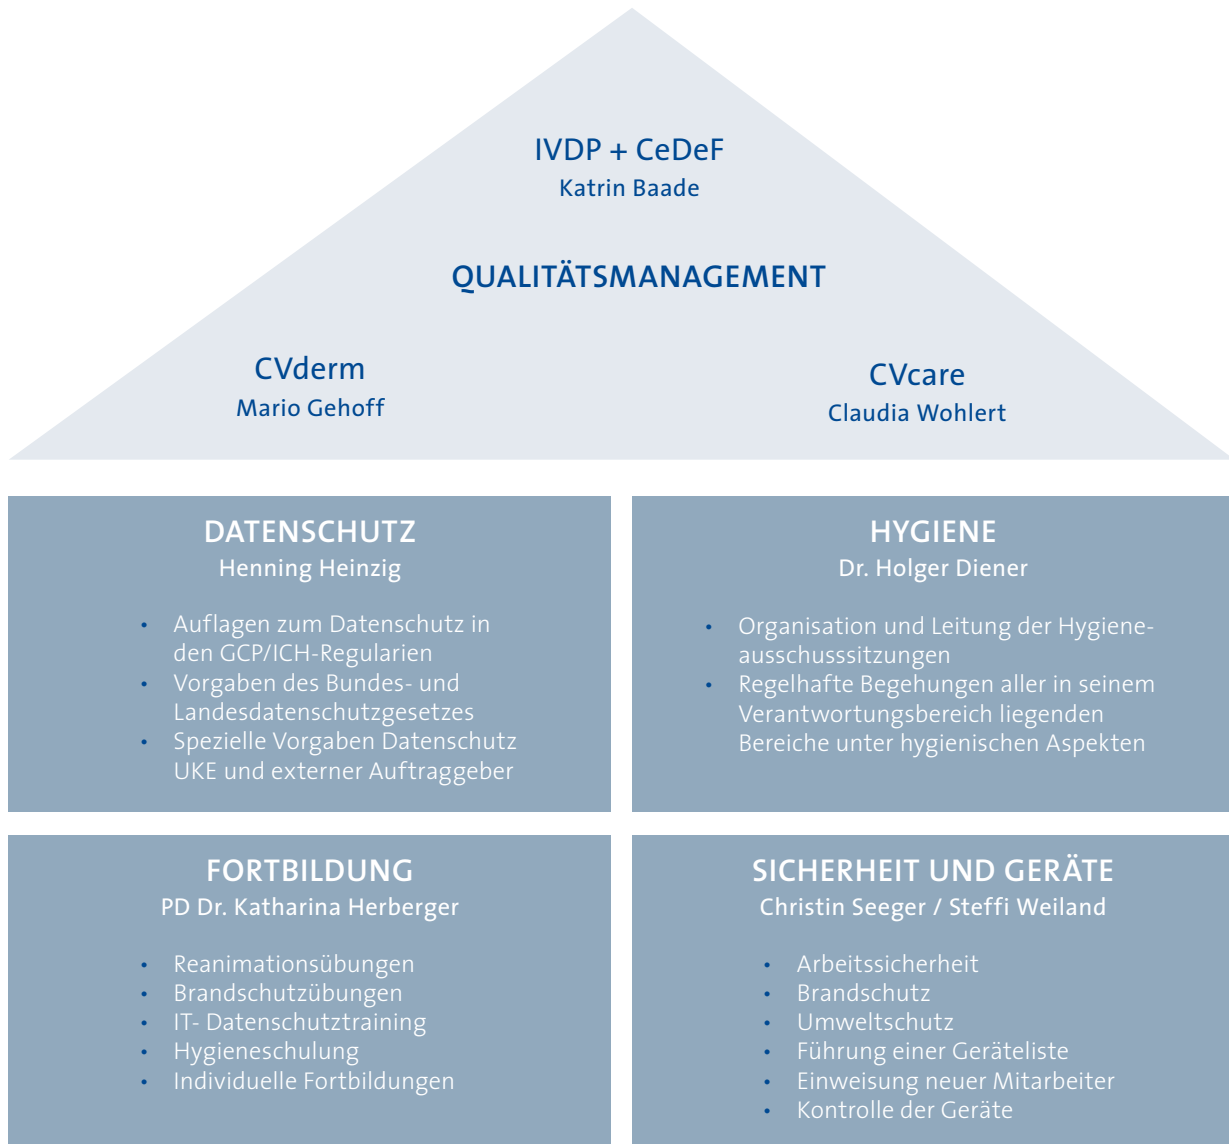 IVDP + CeDeF
Katrin Baade
QUALITÄTSMANAGEMENT
CVderm
Mario Gehoff
CVcare
Claudia Wohlert
DATENSCHUTZ
Henning Heinzig
• Auflagen zum Datenschutz in
den GCP/ICH-Regularien
• Vorgaben des Bundes- und
Landesdatenschutzgesetzes
• Spezielle Vorgaben Datenschutz
UKE und externer Auftraggeber
HYGIENE
Dr. Holger Diener
• Organisation und Leitung der Hygiene-
ausschusssitzungen
• Regelhafte Begehungen aller in seinem
Verantwortungsbereich liegenden
Bereiche unter hygienischen Aspekten
FORTBILDUNG
PD Dr. Katharina Herberger
• Reanimationsübungen
• Brandschutzübungen
• IT- Datenschutztraining
• Hygieneschulung
• Individuelle Fortbildungen
SICHERHEIT UND GERÄTE
Christin Seeger / Steffi Weiland
• Arbeitssicherheit
• Brandschutz
• Umweltschutz
• Führung einer Geräteliste
• Einweisung neuer Mitarbeiter
• Kontrolle der Geräte